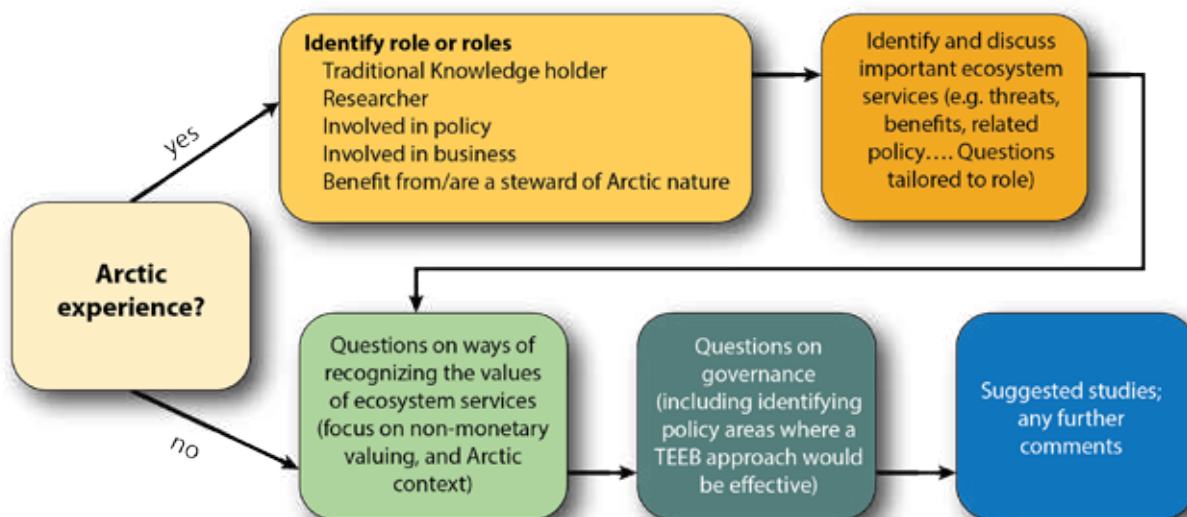 Identify role or roles
Traditional Knowledge holder
Researcher
Involved in policy
Involved in business
Benefit from/are a steward of Arctic nature
Identify and discuss
important ecosystem
services (e.g. threats,
benefits, related
policy.... Questions
tailored to role)
yes
Arctic
experience?
no
Questions on ways of
recognizing the values
of ecosystem services
(focus on non-monetary
valuing, and Arctic
context)
Questions on
governance
(including identifying
policy areas where a
TEEB approach would
be effective)
Suggested studies;
any further
comments